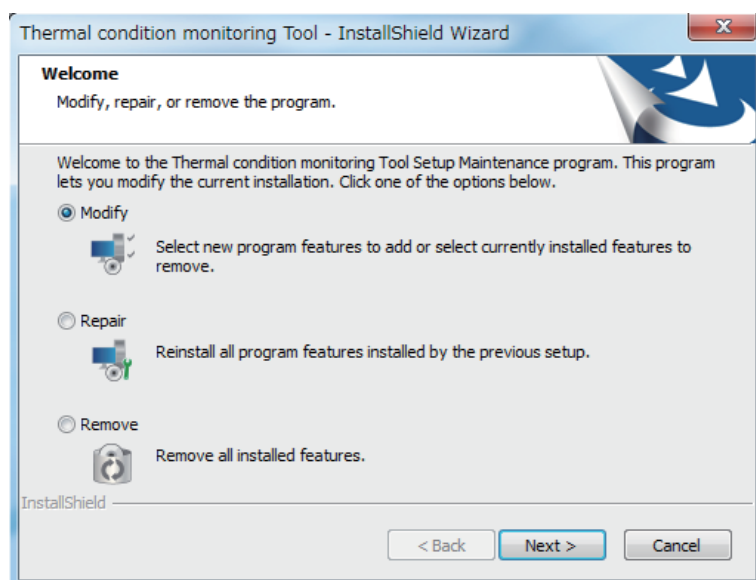 Thermal condition monitoring Tool - InstallShield Wizard
Welcome
Modify, repair, or remove the program.
Welcome to the Thermal condition monitoring Tool Setup Maintenance program. This program
lets you modify the current installation. Click one of the options below.
Modify
Select new program features to add or select currently installed features to
remove.
Repair
Reinstall all program features installed by the previous setup.
Remove
Remove all installed features.
InstallShield
< Back Next > Cancel